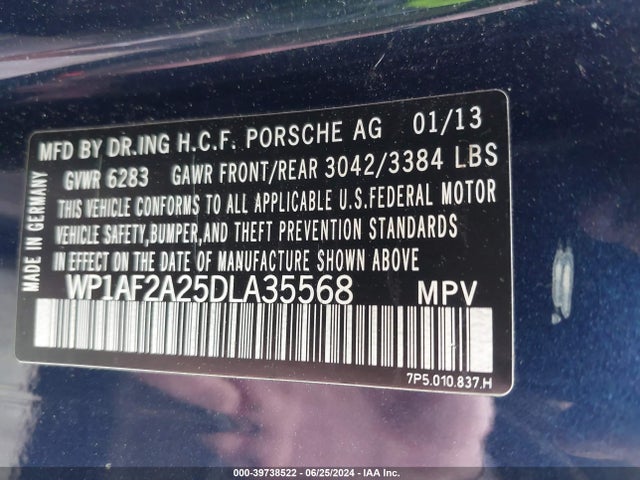 MFD BY DR.ING H.C.F. PORSCHE AG 01/13
GVWR 6283 GAWR FRONT/REAR 3042/3384 LBS
THIS VEHICLE CONFORMS TO ALL APPLICABLE U.S.FEDERAL MOTOR
VEHICLE SAFETY,BUMPER,AND THEFT PREVENTION STANDARDS
IN EFFECT ON THE DATE OF MANUFACTURE SHOWN ABOVE
WP1AF2A25DLA35568 MPV
MADE IN GERMANY
7P5.010.837.H
000-39738522 - 06/25/2024 - IAA Inc.